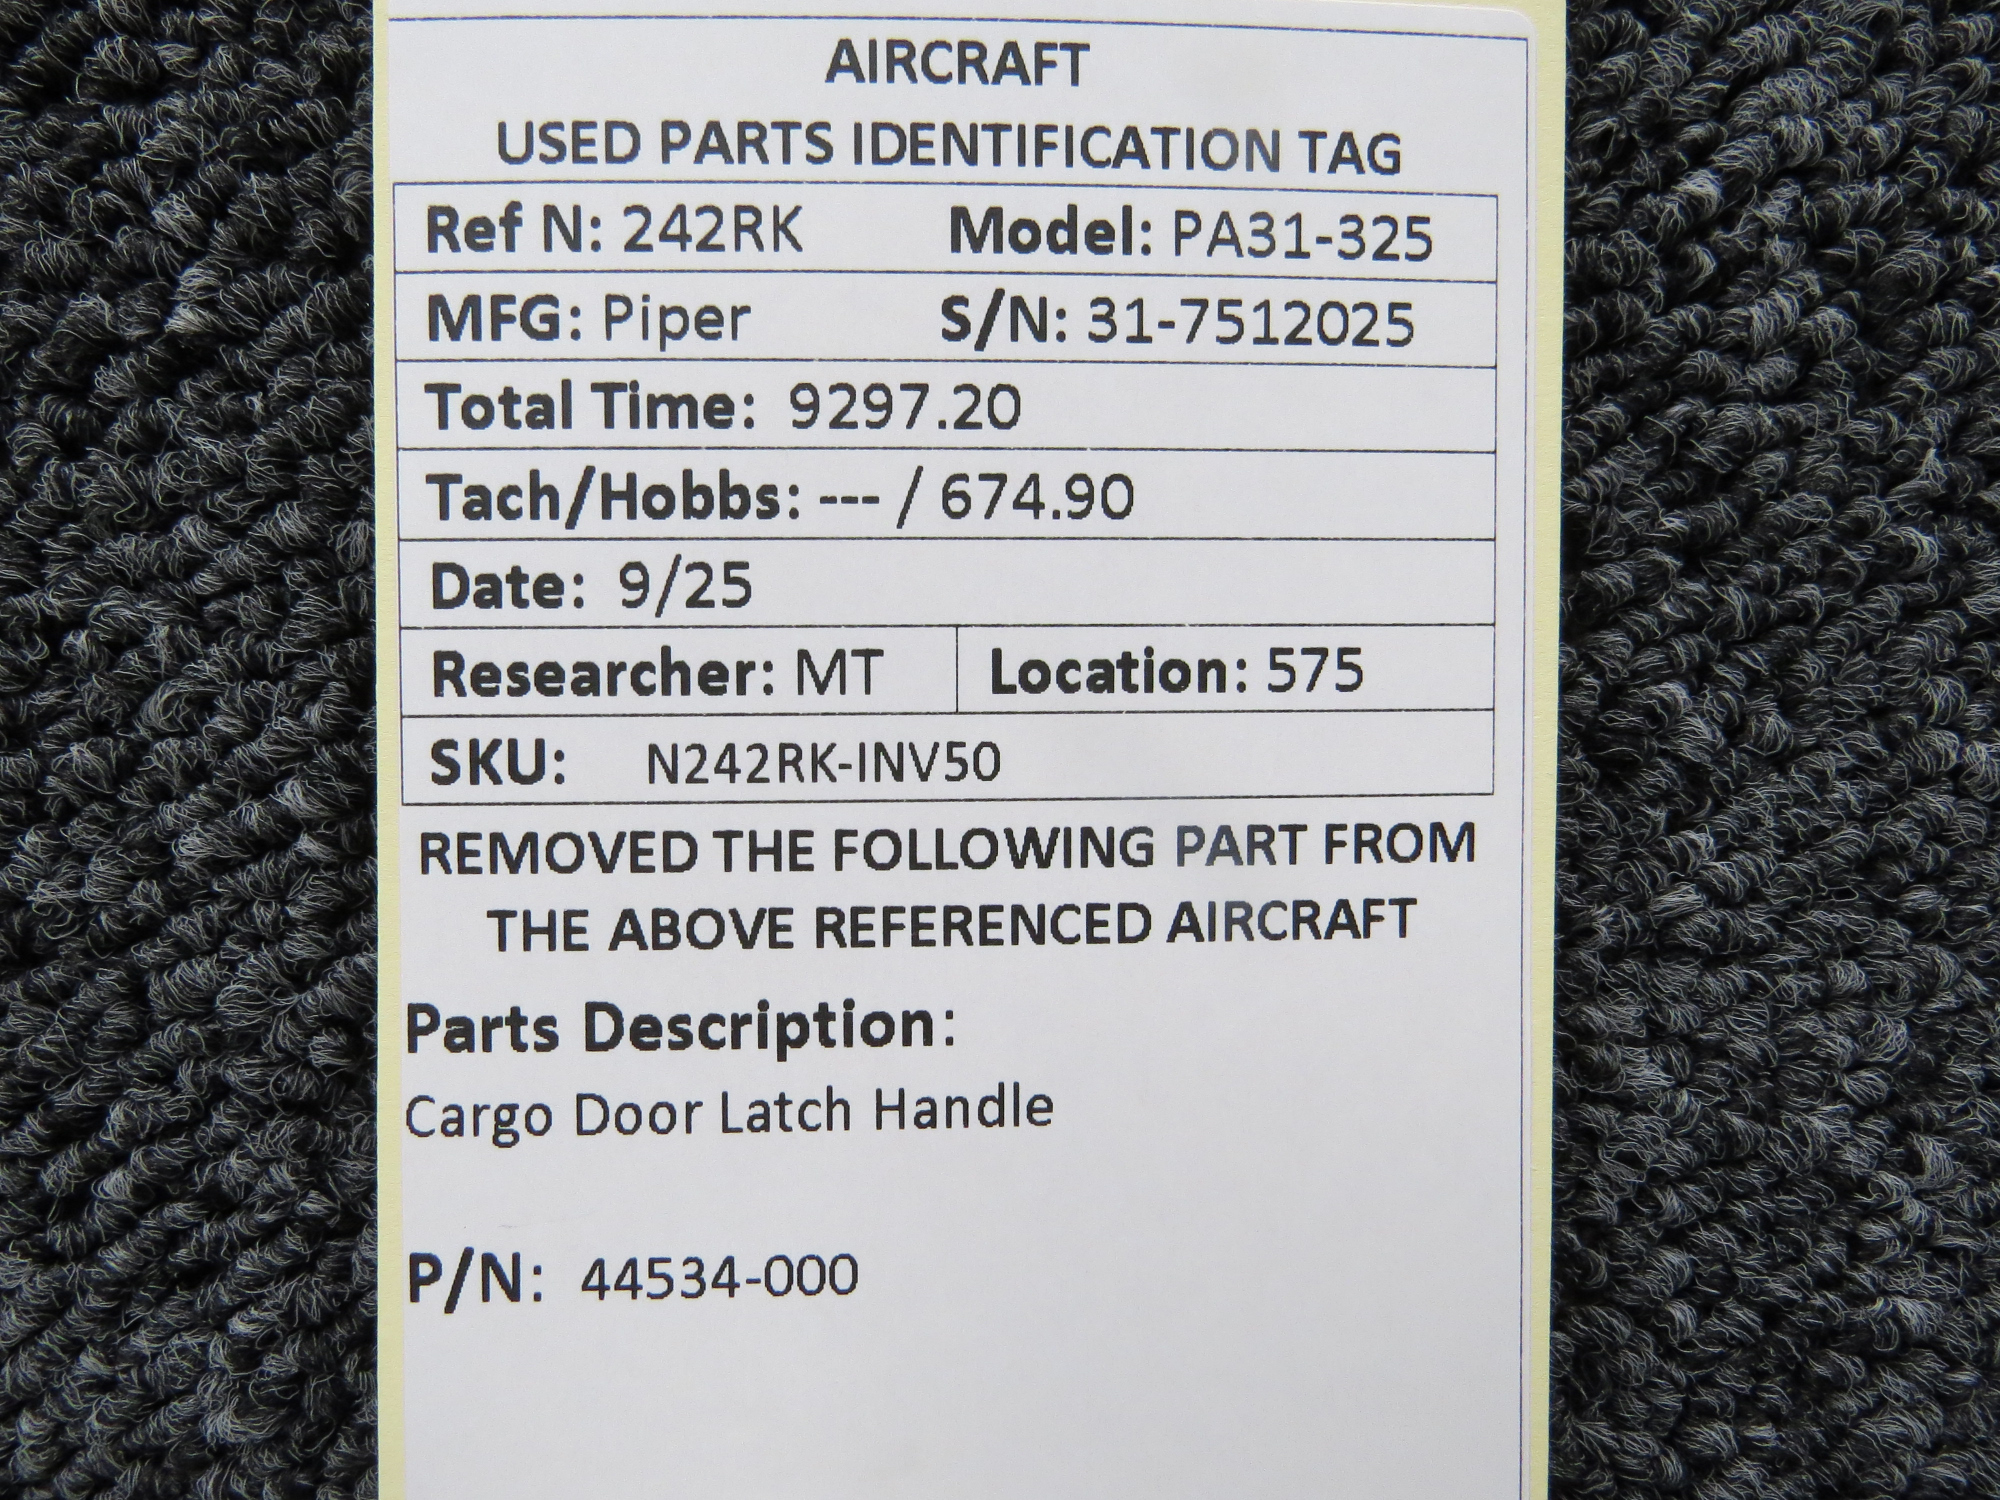 AIRCRAFT
USED PARTS IDENTIFICATION TAG
Ref N: 242RK Model: PA31-325
MFG: Piper S/N: 31-7512025
Total Time: 9297.20
Tach/Hobbs: --- / 674.90
Date: 9/25
Researcher: MT Location: 575
SKU: N242RK-INV50
REMOVED THE FOLLOWING PART FROM
THE ABOVE REFERENCED AIRCRAFT
Parts Description:
Cargo Door Latch Handle
P/N: 44534-000